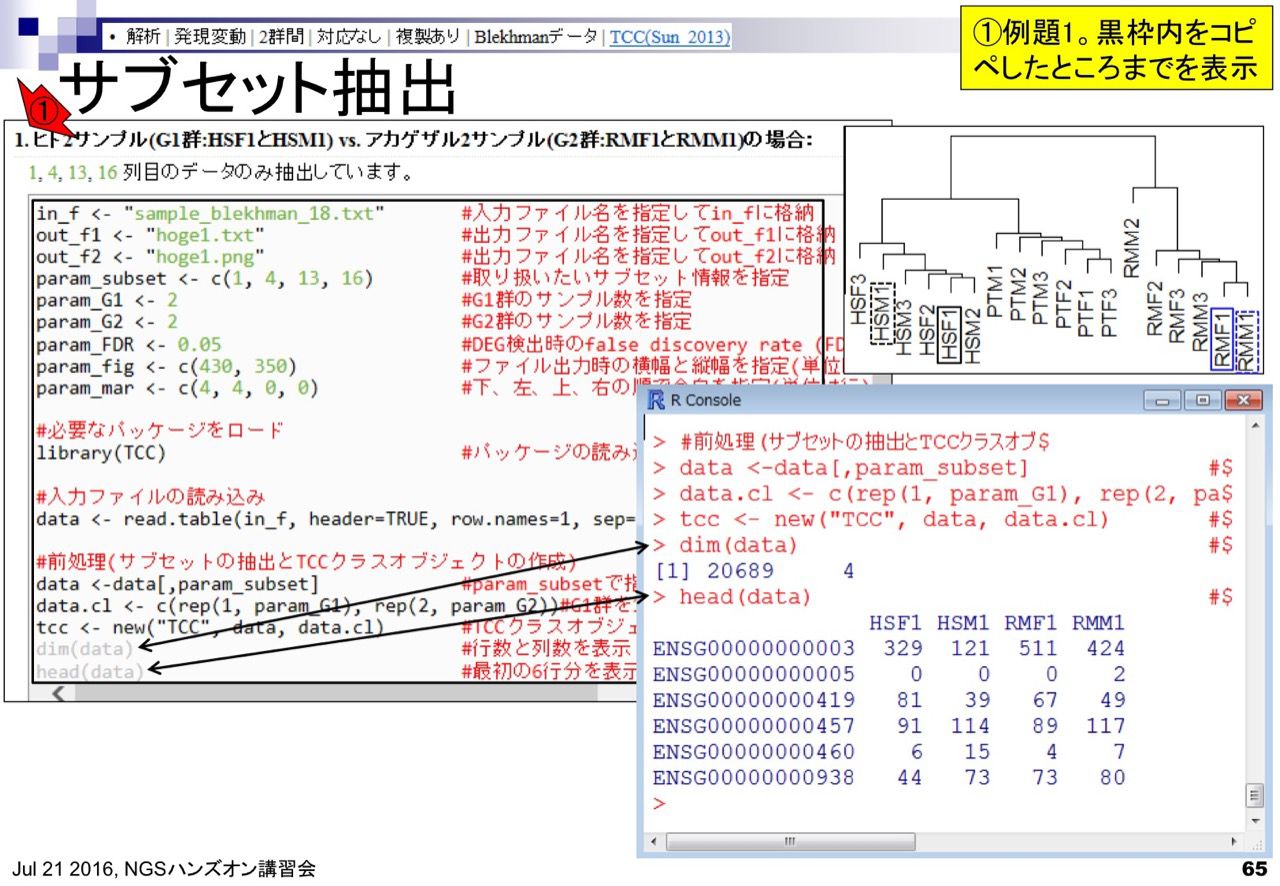 • 解析 | 発現変動 | 2群間 | 対応なし | 複製あり | Blekhmanデータ | TCC(Sun_2013)
①例題1。黒枠内をコピ
ペしたところまでを表示
サブセット抽出
①
1. ヒト2サンプル(G1群:HSF1とHSM1) vs. アカゲザル2サンプル(G2群:RMF1とRMM1)の場合:
1, 4, 13, 16 列目のデータのみ抽出しています。
in_f <- "sample_blekhman_18.txt" #入力ファイル名を指定してin_fに格納
out_f1 <- "hoge1.txt" #出力ファイル名を指定してout_f1に格納
out_f2 <- "hoge1.png" #出力ファイル名を指定してout_f2に格納
param_subset <- c(1, 4, 13, 16) #取り扱いたいサブセット情報を指定
param_G1 <- 2 #G1群のサンプル数を指定
param_G2 <- 2 #G2群のサンプル数を指定
param_FDR <- 0.05 #DEG検出時のfalse discovery rate (FD
param_fig <- c(430, 350) #ファイル出力時の横幅と縦幅を指定(単位
param_mar <- c(4, 4, 0, 0) #下、左、上、右の順で余白を指定(単位は行)
#必要なパッケージをロード
library(TCC) #パッケージの読み込
#入力ファイルの読み込み
data <- read.table(in_f, header=TRUE, row.names=1, sep=
#前処理(サブセットの抽出とTCCクラスオブジェクトの作成)
data <-data[,param_subset] #param_subsetで指
data.cl <- c(rep(1, param_G1), rep(2, param_G2))#G1群を
tcc <- new("TCC", data, data.cl) #TCCクラスオブジェ
dim(data) #行数と列数を表示
head(data) #最初の6行分を表示
HSF3
HSM1
HSM3
HSF2
HSF1
HSM2
PTM1
PTM2
PTM3
PTF2
PTF1
PTF3
RMM2
RMF2
RMF3
RMM3
RMF1
RMM1
R Console
> #前処理(サブセットの抽出とTCCクラスオブ$
> data <-data[,param_subset] #$
> data.cl <- c(rep(1, param_G1), rep(2, pa$
> tcc <- new("TCC", data, data.cl) #$
> dim(data) #$
[1] 20689 4
> head(data) #$
HSF1 HSM1 RMF1 RMM1
ENSG00000000003 329 121 511 424
ENSG00000000005 0 0 0 2
ENSG00000000419 81 39 67 49
ENSG00000000457 91 114 89 117
ENSG00000000460 6 15 4 7
ENSG00000000938 44 73 73 80
>
Jul 21 2016, NGSハンズオン講習会
65